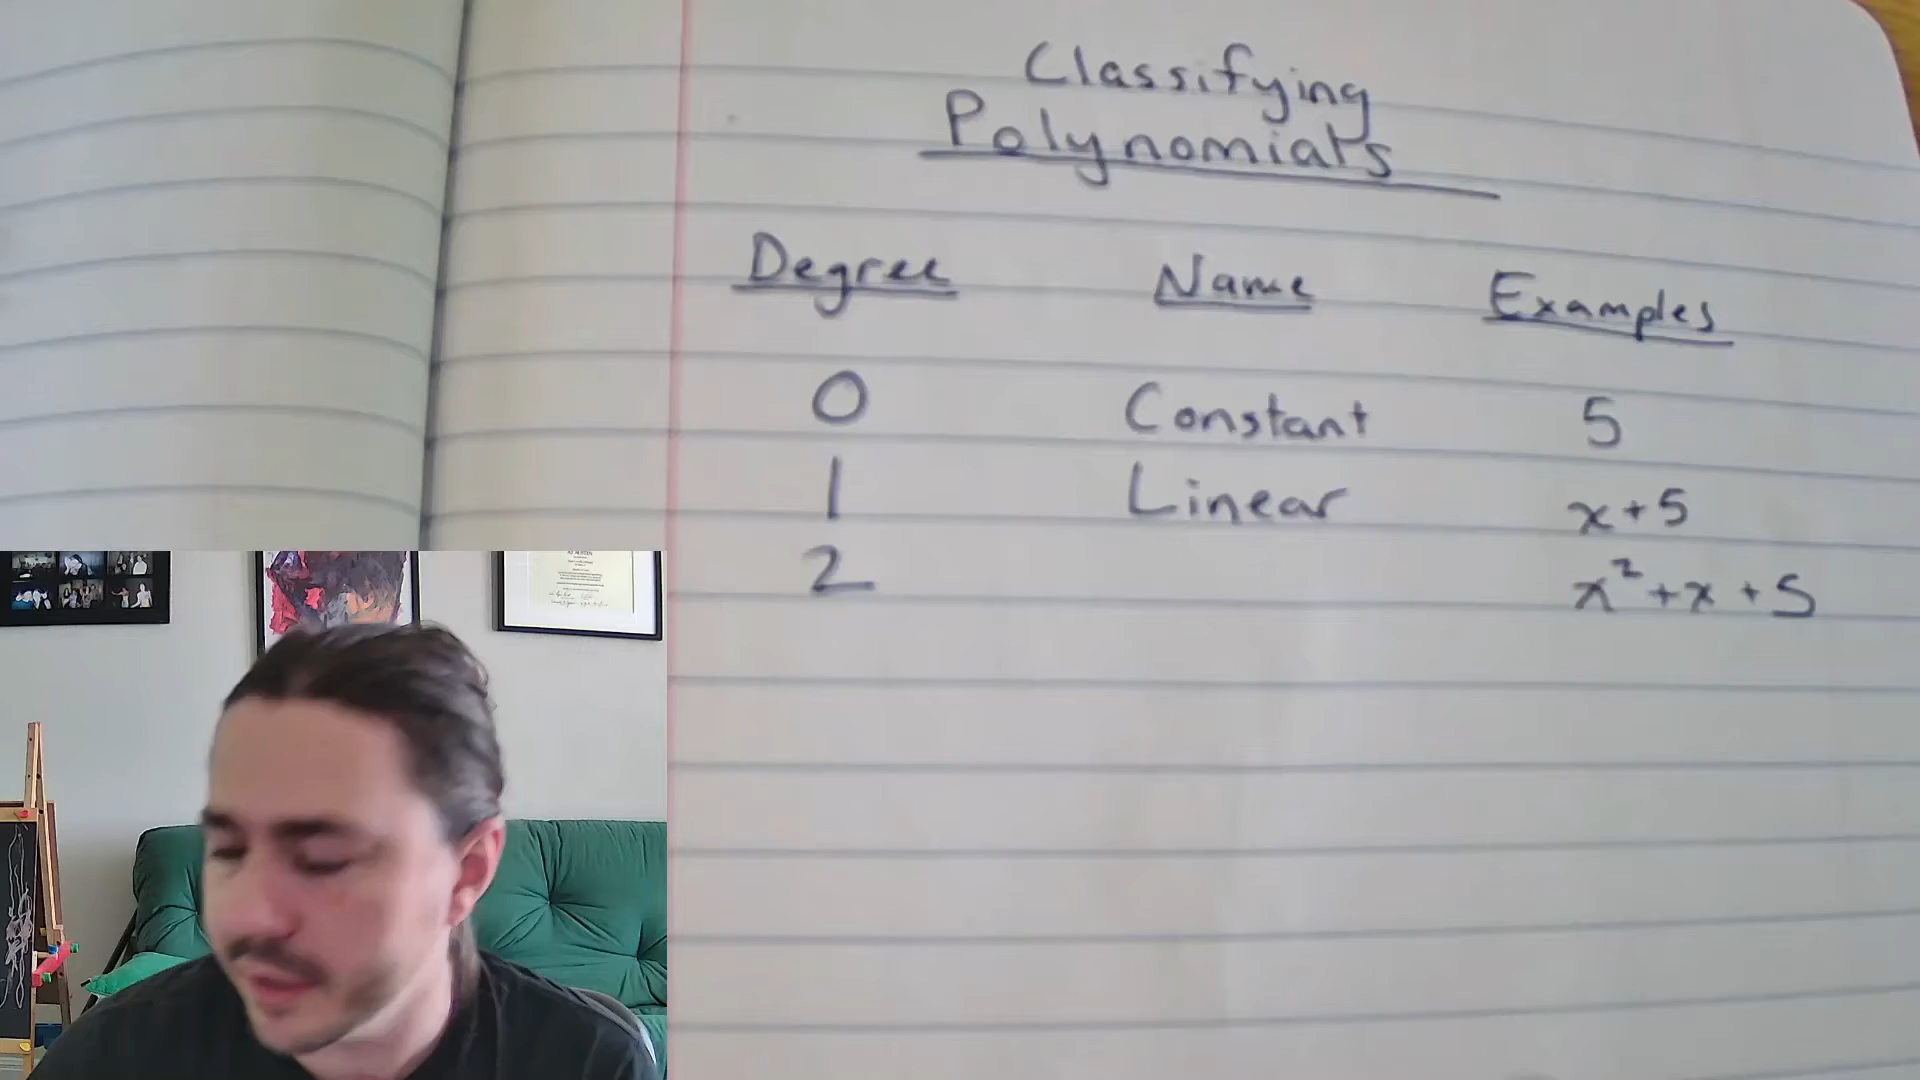 Classifying
Polynomials
Degree Name Examples
0 Constant 5
1 Linear x+5
2 x²+x+5